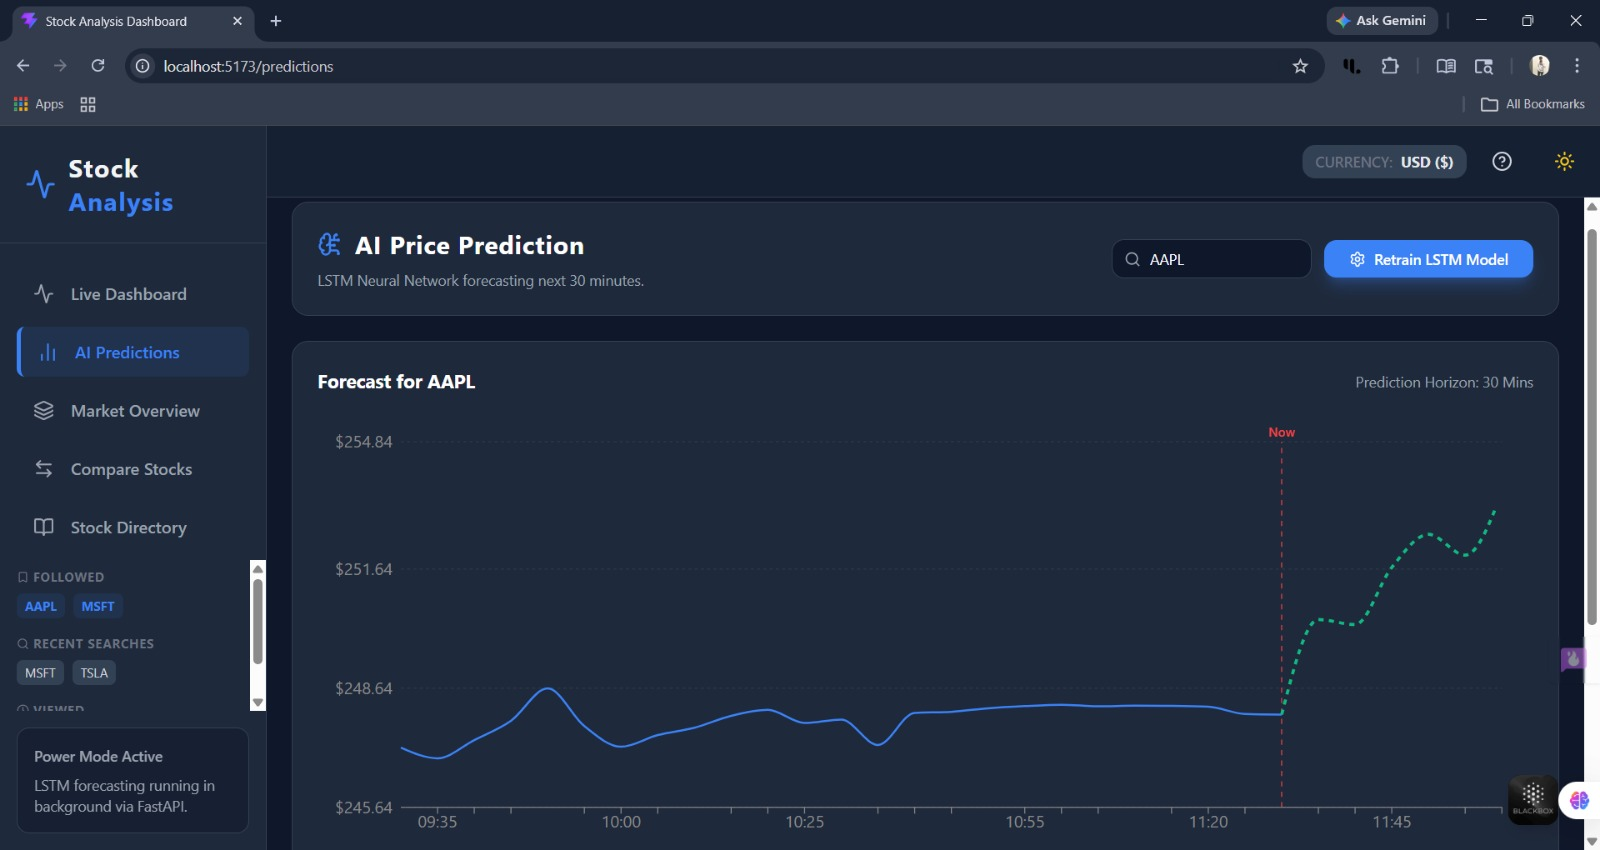 Stock Analysis Dashboard
Ask Gemini
localhost:5173/predictions
Apps
All Bookmarks
Stock
Analysis
CURRENCY: USD ($)
Live Dashboard
AI Predictions
Market Overview
Compare Stocks
Stock Directory
FOLLOWED
AAPL MSFT
RECENT SEARCHES
MSFT TSLA
VIEWED
Power Mode Active
LSTM forecasting running in
background via FastAPI.
AI Price Prediction
LSTM Neural Network forecasting next 30 minutes.
AAPL
Retrain LSTM Model
Forecast for AAPL
Prediction Horizon: 30 Mins
Now
$254.84
$251.64
$248.64
$245.64
09:35 10:00 10:25 10:55 11:20 11:45
BLACKBOX